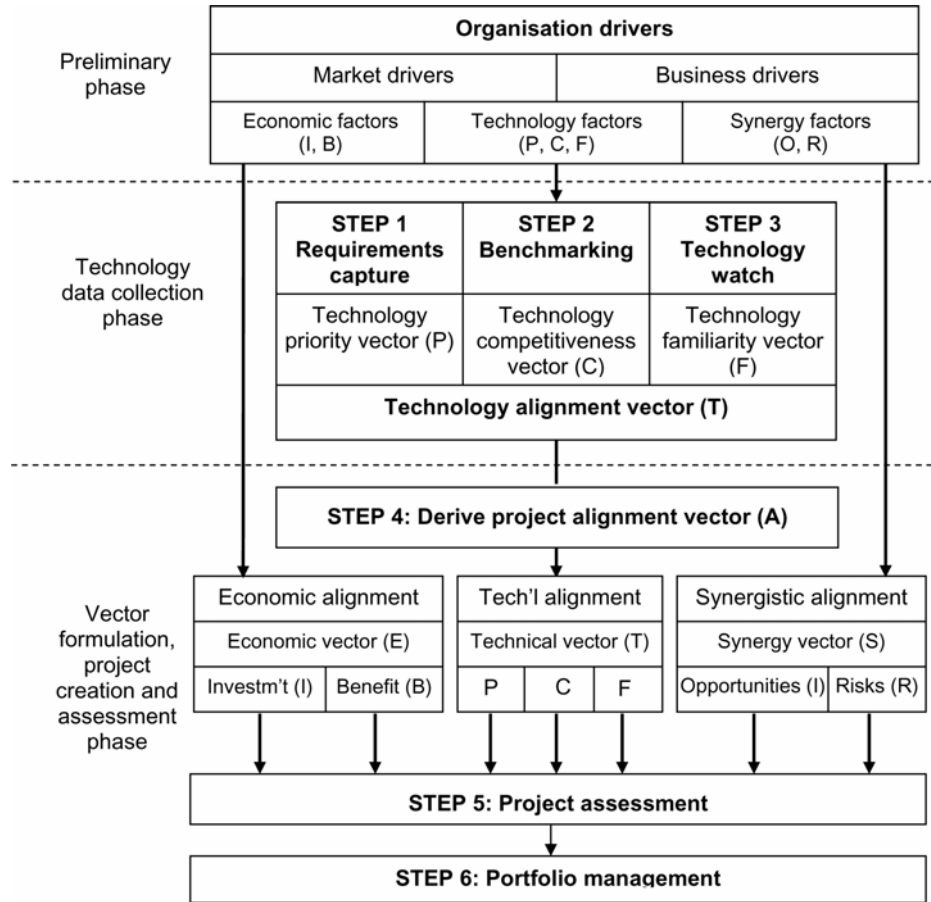 Organisation drivers
Preliminary
phase
Market drivers
Business drivers
Economic factors
(I, B)
Technology factors
(P, C, F)
Synergy factors
(O, R)
Technology
data collection
phase
STEP 1
Requirements
capture
STEP 2
Benchmarking
STEP 3
Technology
watch
Technology
priority vector (P)
Technology
competitiveness
vector (C)
Technology
familiarity vector
(F)
Technology alignment vector (T)
STEP 4: Derive project alignment vector (A)
Vector
formulation,
project
creation and
assessment
phase
Economic alignment
Economic vector (E)
Investm't (I)
Benefit (B)
Tech'l alignment
Technical vector (T)
P
C
F
Synergistic alignment
Synergy vector (S)
Opportunities (I)
Risks (R)
STEP 5: Project assessment
STEP 6: Portfolio management